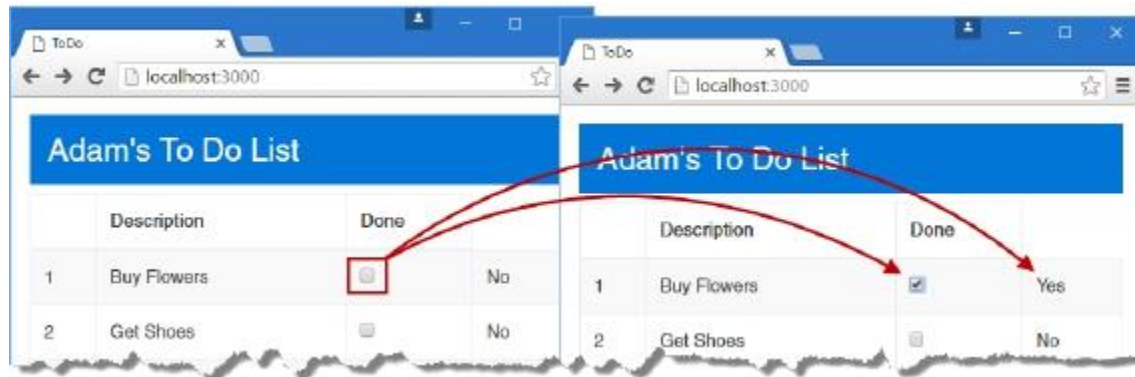 ToDo
localhost:3000
Adam's To Do List
Description Done
1 Buy Flowers No
2 Get Shoes No
ToDo
localhost:3000
Adam's To Do List
Description Done
1 Buy Flowers Yes
2 Get Shoes No